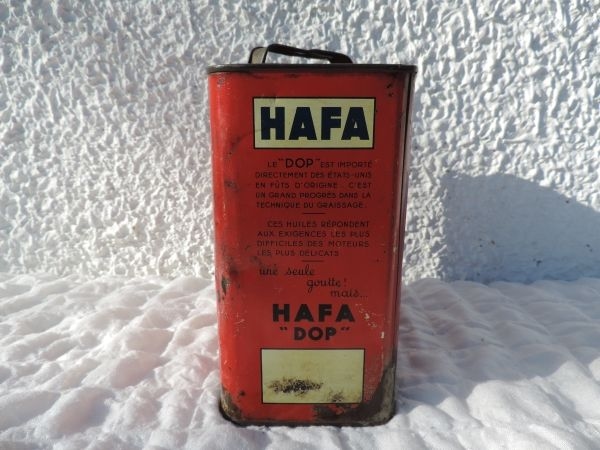 HAFA
LE "DOP" EST IMPORTÉ
DIRECTEMENT DES ÉTATS-UNIS
EN FÛTS D'ORIGINE. C'EST
UN GRAND PROGRÈS DANS LA
TECHNIQUE DU GRAISSAGE.
CES HUILES RÉPONDENT
AUX EXIGENCES LES PLUS
DIFFICILES DES MOTEURS
LES PLUS DÉLICATS
une seule
goutte!
mais...
HAFA
"DOP"